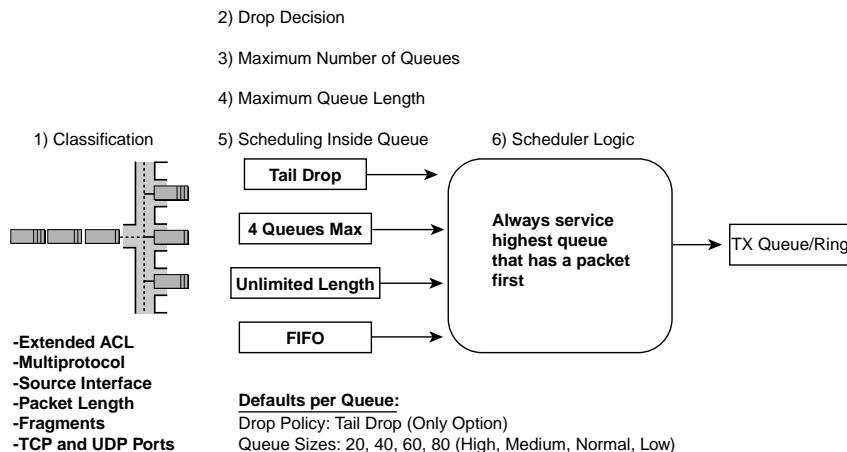 2) Drop Decision
3) Maximum Number of Queues
4) Maximum Queue Length
1) Classification
5) Scheduling Inside Queue
6) Scheduler Logic
Tail Drop
4 Queues Max
Unlimited Length
FIFO
Always service
highest queue
that has a packet
first
TX Queue/Ring
-Extended ACL
-Multiprotocol
-Source Interface
-Packet Length
-Fragments
-TCP and UDP Ports
Defaults per Queue:
Drop Policy: Tail Drop (Only Option)
Queue Sizes: 20, 40, 60, 80 (High, Medium, Normal, Low)